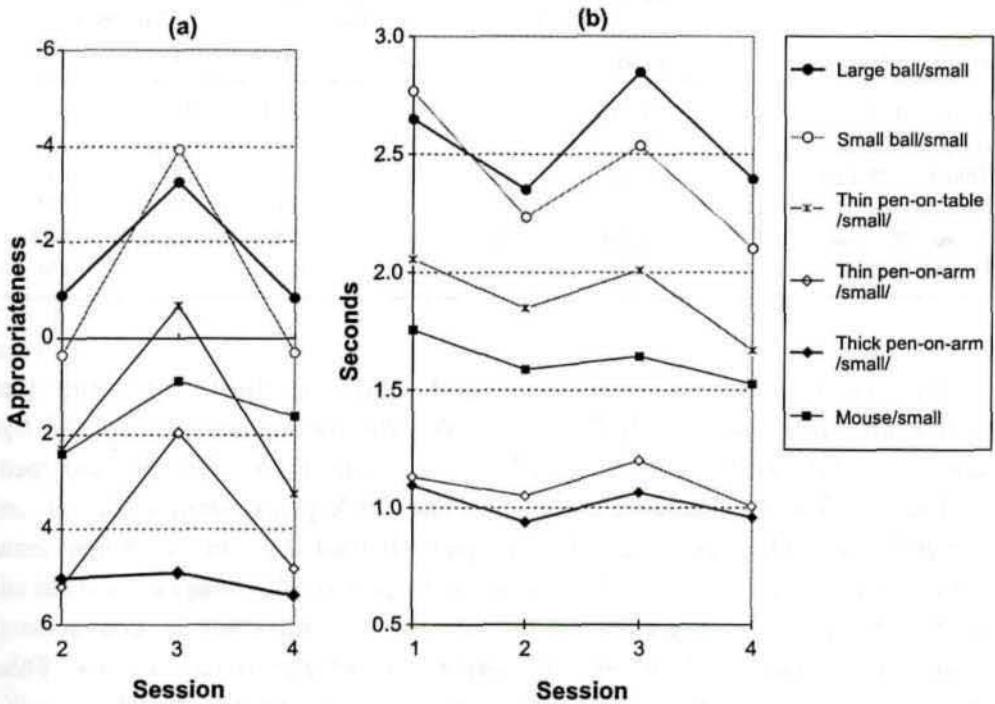 (a)
-6
-4
-2
0
2
4
6
Appropriateness
2
3
4
Session
(b)
3.0
2.5
2.0
1.5
1.0
0.5
Seconds
1
2
3
4
Session
Large ball/small
Small ball/small
Thin pen-on-table
/small/
Thin pen-on-arm
/small/
Thick pen-on-arm
/small/
Mouse/small